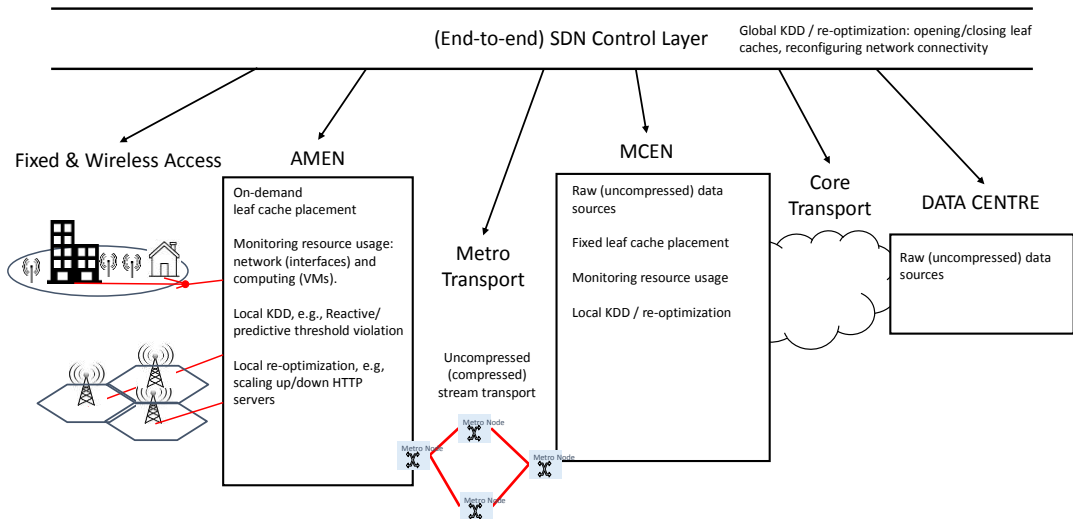 (End-to-end) SDN Control Layer
Global KDD / re-optimization: opening/closing leaf
caches, reconfiguring network connectivity
Fixed & Wireless Access
AMEN
On-demand
leaf cache placement
Monitoring resource usage:
network (interfaces) and
computing (VMs).
Local KDD, e.g., Reactive/
predictive threshold violation
Local re-optimization, e.g,
scaling up/down HTTP
servers
Metro
Transport
Uncompressed
(compressed)
stream transport
Metro Node
Metro Node
Metro Node
Metro Node
MCEN
Raw (uncompressed) data
sources
Fixed leaf cache placement
Monitoring resource usage
Local KDD / re-optimization
Core
Transport
DATA CENTRE
Raw (uncompressed) data
sources